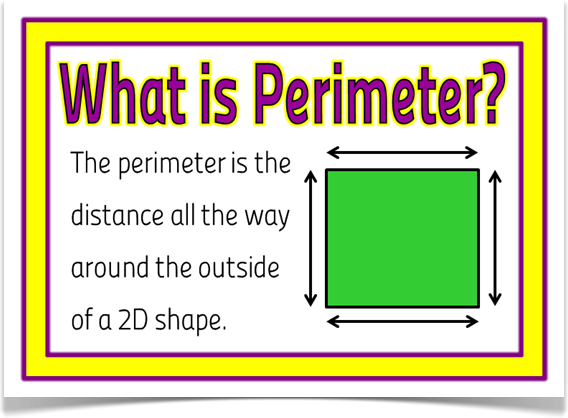 What is Perimeter?
The perimeter is the
distance all the way
around the outside
of a 2D shape.